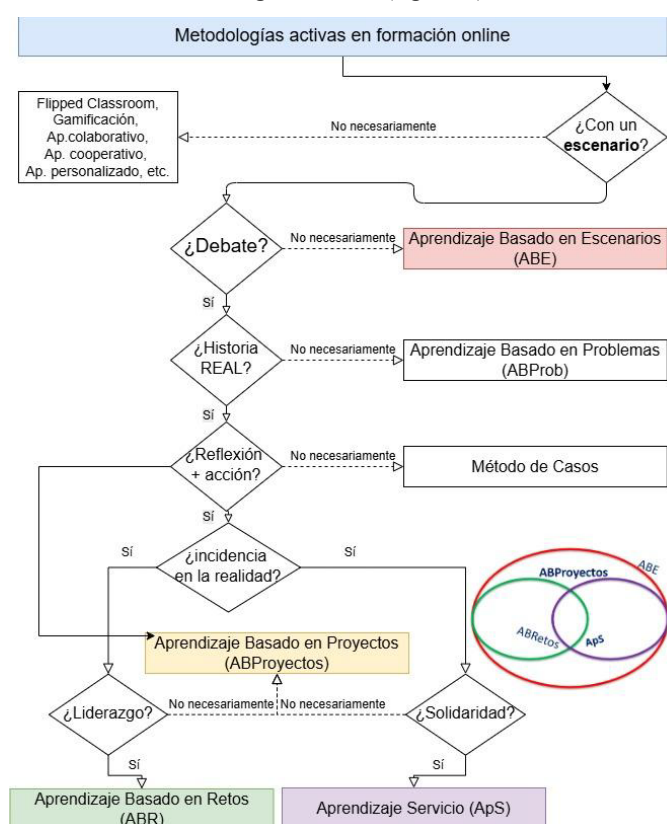 Metodologías activas en formación online
Flipped Classroom,
Gamificación,
Ap.colaborativo,
Ap. cooperativo,
Ap. personalizado, etc.
No necesariamente
¿Con un
escenario?
¿Debate?
No necesariamente
Aprendizaje Basado en Escenarios
(ABE)
Sí
¿Historia
REAL?
No necesariamente
Aprendizaje Basado en Problemas
(ABProb)
Sí
¿Reflexión
+ acción?
No necesariamente
Método de Casos
Sí
Sí
¿incidencia
en la realidad?
Sí
ABE
ABProyectos
ABRetos
ApS
Aprendizaje Basado en Proyectos
(ABProyectos)
¿Liderazgo?
No necesariamente
No necesariamente
¿Solidaridad?
Sí
Sí
Aprendizaje Basado en Retos
(ABR)
Aprendizaje Servicio (ApS)